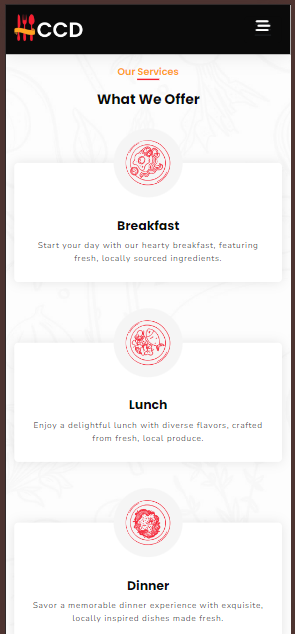 CCD
Our Services
What We Offer
Breakfast
Start your day with our hearty breakfast, featuring
fresh, locally sourced ingredients.
Lunch
Enjoy a delightful lunch with diverse flavors, crafted
from fresh, local produce.
Dinner
Savor a memorable dinner experience with exquisite,
locally inspired dishes made fresh.